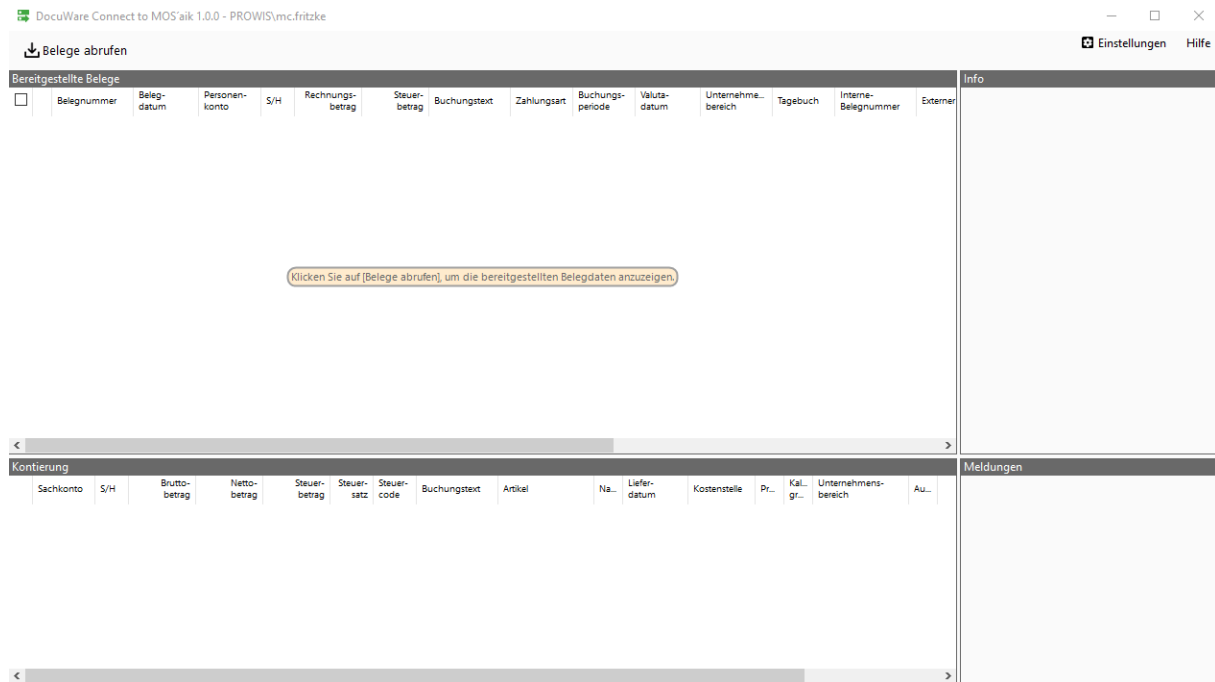 DocuWare Connect to MOS´aik 1.0.0 - PROWIS\mc.fritzke
Belege abrufen
Einstellungen Hilfe
Bereitgestellte Belege
Belegnummer
Beleg-
datum
Personen-
konto
S/H
Rechnungs-
betrag
Steuer-
betrag
Buchungstext
Zahlungsart
Buchungs-
periode
Valuta-
datum
Unternehme...
bereich
Tagebuch
Interne-
Belegnummer
Externer
Info
Klicken Sie auf [Belege abrufen], um die bereitgestellten Belegdaten anzuzeigen.
Kontierung
Sachkonto
S/H
Brutto-
betrag
Netto-
betrag
Steuer-
betrag
Steuer-
satz
Steuer-
code
Buchungstext
Artikel
Na...
Liefer-
datum
Kostenstelle
Pr...
Kal...
gr...
Unternehmens-
bereich
Au...
Meldungen